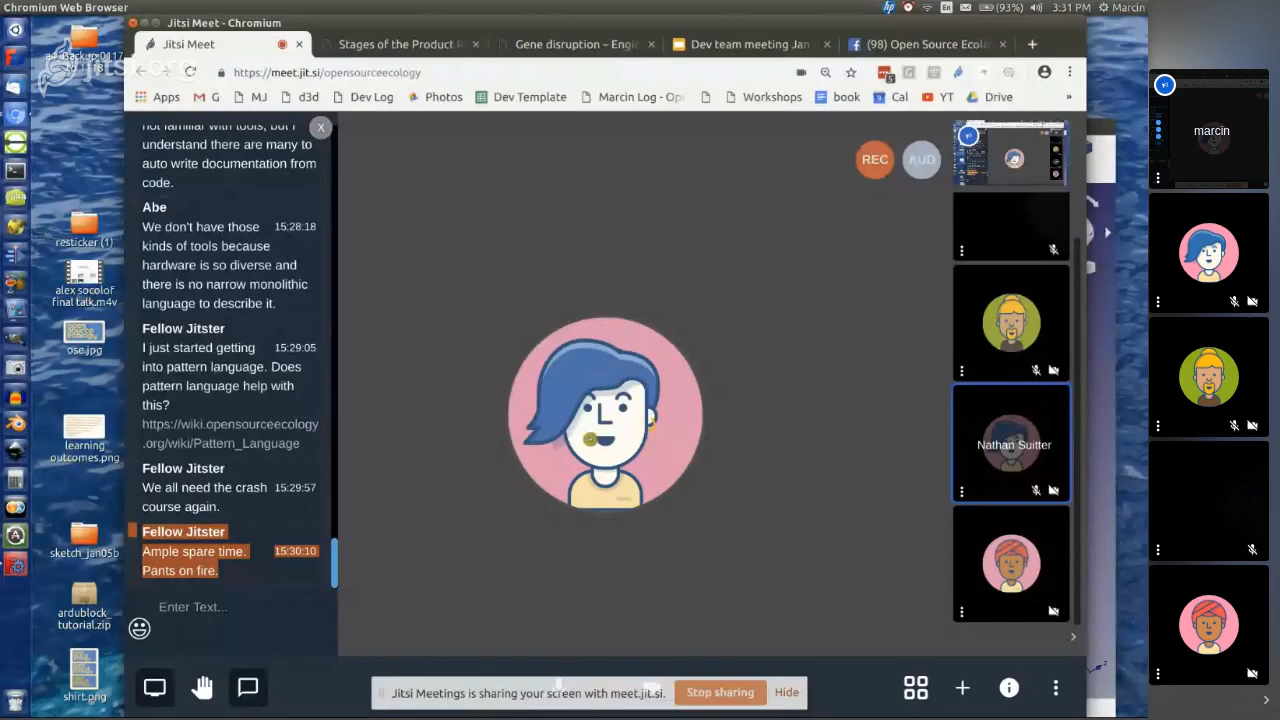 Chromium Web Browser
En
(93%)
3:31 PM
Marcin
Jitsi Meet - Chromium
Jitsi Meet
Stages of the Product R
Gene disruption – Engi
Dev team meeting Jan
(98) Open Source Ecol
https://meet.jit.si/opensourceecology
Apps
G
MJ
d3d
Dev Log
Photos
Dev Template
Marcin Log - Op
Workshops
book
Cal
YT
Drive
»
not familiar with tools, but I
understand there are many to
auto write documentation from
code.
Abe
We don't have those 15:28:18
kinds of tools because
hardware is so diverse and
there is no narrow monolithic
language to describe it.
Fellow Jitster
I just started getting 15:29:05
into pattern language. Does
pattern language help with
this?
https://wiki.opensourceecology
.org/wiki/Pattern_Language
Fellow Jitster
We all need the crash 15:29:57
course again.
Fellow Jitster
Ample spare time. 15:30:10
Pants on fire.
Enter Text...
X
REC
AUD
Nathan Suitter
marcin
Jitsi Meetings is sharing your screen with meet.jit.si.
Stop sharing
Hide
resticker (1)
alex socolof
final talk.m4v
ose.jpg
learning
outcomes.png
sketch_jan05b
ardublock_
tutorial.zip
shirt.png